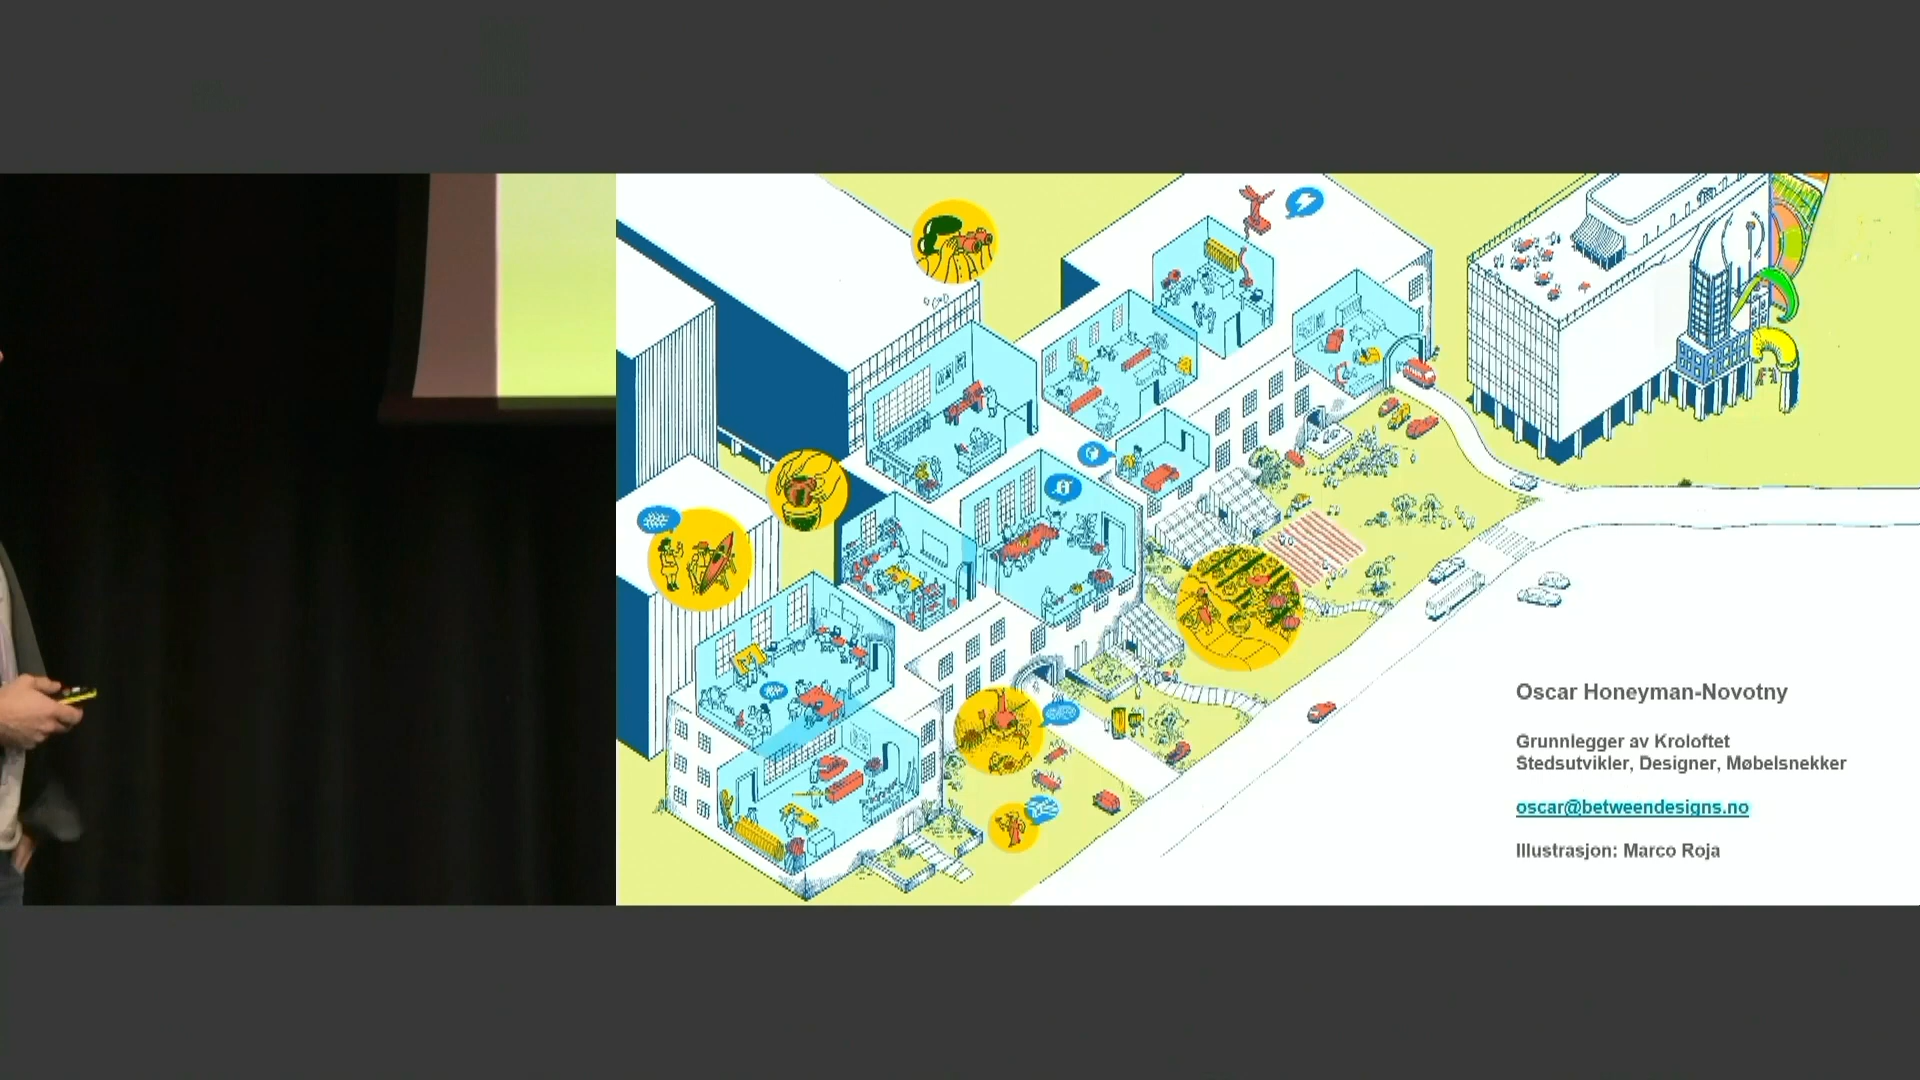 Oscar Honeyman-Novotny
Grunnlegger av Kroloftet
Stedsutvikler, Designer, Møbelsnekker
oscar@betweendesigns.no
Illustrasjon: Marco Roja